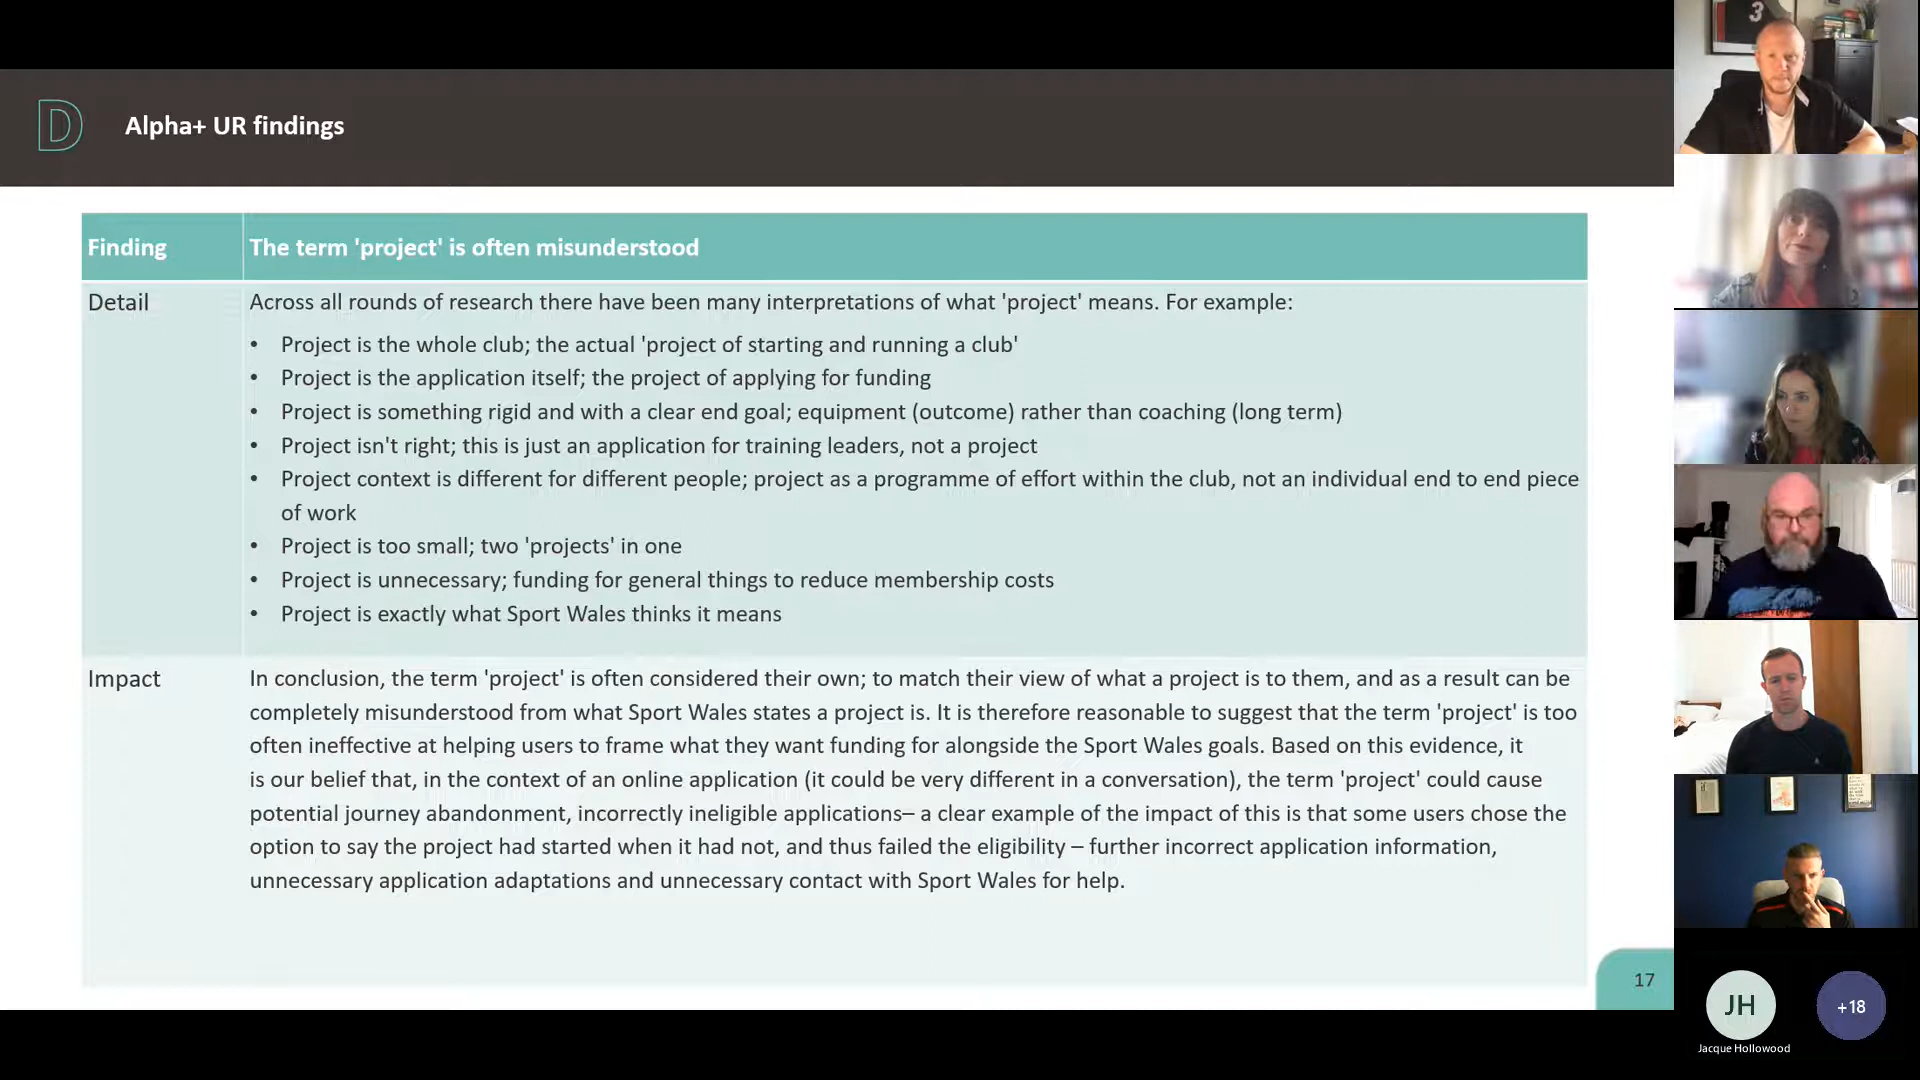 3
D
Alpha+ UR findings
Finding
The term 'project' is often misunderstood
Detail
Across all rounds of research there have been many interpretations of what 'project' means. For example:
• Project is the whole club; the actual 'project of starting and running a club'
• Project is the application itself; the project of applying for funding
• Project is something rigid and with a clear end goal; equipment (outcome) rather than coaching (long term)
• Project isn't right; this is just an application for training leaders, not a project
• Project context is different for different people; project as a programme of effort within the club, not an individual end to end piece
of work
• Project is too small; two 'projects' in one
• Project is unnecessary; funding for general things to reduce membership costs
• Project is exactly what Sport Wales thinks it means
Impact
In conclusion, the term 'project' is often considered their own; to match their view of what a project is to them, and as a result can be
completely misunderstood from what Sport Wales states a project is. It is therefore reasonable to suggest that the term 'project' is too
often ineffective at helping users to frame what they want funding for alongside the Sport Wales goals. Based on this evidence, it
is our belief that, in the context of an online application (it could be very different in a conversation), the term 'project' could cause
potential journey abandonment, incorrectly ineligible applications– a clear example of the impact of this is that some users chose the
option to say the project had started when it had not, and thus failed the eligibility – further incorrect application information,
unnecessary application adaptations and unnecessary contact with Sport Wales for help.
17
JH
+18
Jacque Hollowood